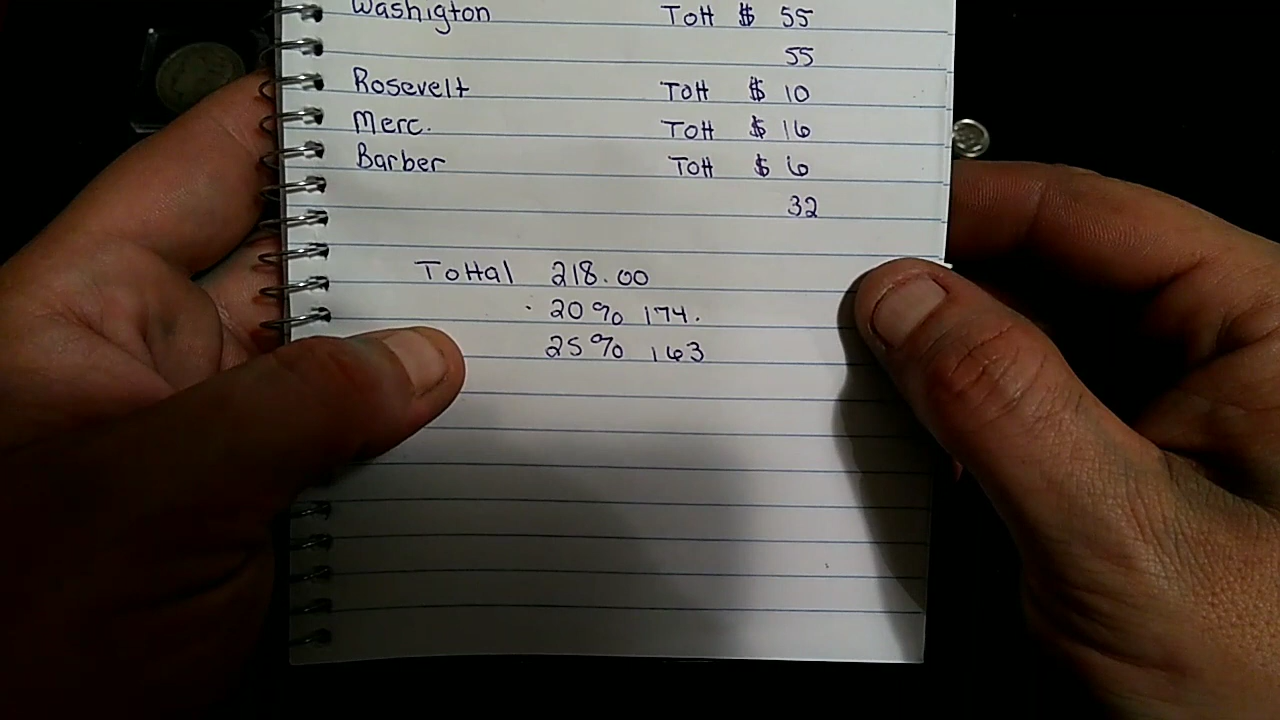 Washigton Tott $ 55
55
Rosevelt Tott $ 10
Merc. Tott $ 16
Barber Tott $ 6
32
Tottal 218.00
20% 174.
25% 163